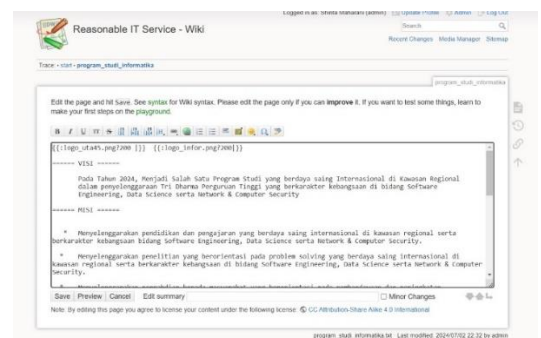 Logged in as: Shella Maharani (admin) Update Profile Admin Log Out
Reasonable IT Service - Wiki
Search
Recent Changes Media Manager Sitemap
Trace: • start • program_studi_informatika
program_studi_informatika
Edit the page and hit Save. See syntax for Wiki syntax. Please edit the page only if you can improve it. If you want to test some things, learn to
make your first steps on the playground.
{{:logo_uta45.png?200 |}} {{:logo_infor.png?200|}}
====== VISI ======
Pada Tahun 2024, Menjadi Salah Satu Program Studi yang berdaya saing Internasional di Kawasan Regional
dalam penyelenggaraan Tri Dharma Perguruan Tinggi yang berkarakter kebangsaan di bidang Software
Engineering, Data Science serta Network & Computer Security
====== MISI ======
* Menyelenggarakan pendidikan dan pengajaran yang berdaya saing internasional di kawasan regional serta
berkarakter kebangsaan bidang Software Engineering, Data Science serta Network & Computer Security.
* Menyelenggarakan penelitian yang berorientasi pada problem solving yang berdaya saing internasional di
kawasan regional serta berkarakter kebangsaan di bidang Software Engineering, Data Science serta Network & Computer
Security.
Save Preview Cancel Edit summary Minor Changes
Note: By editing this page you agree to license your content under the following license: CC Attribution-Share Alike 4.0 International
program_studi_informatika.txt Last modified: 2024/07/02 22:32 by admin